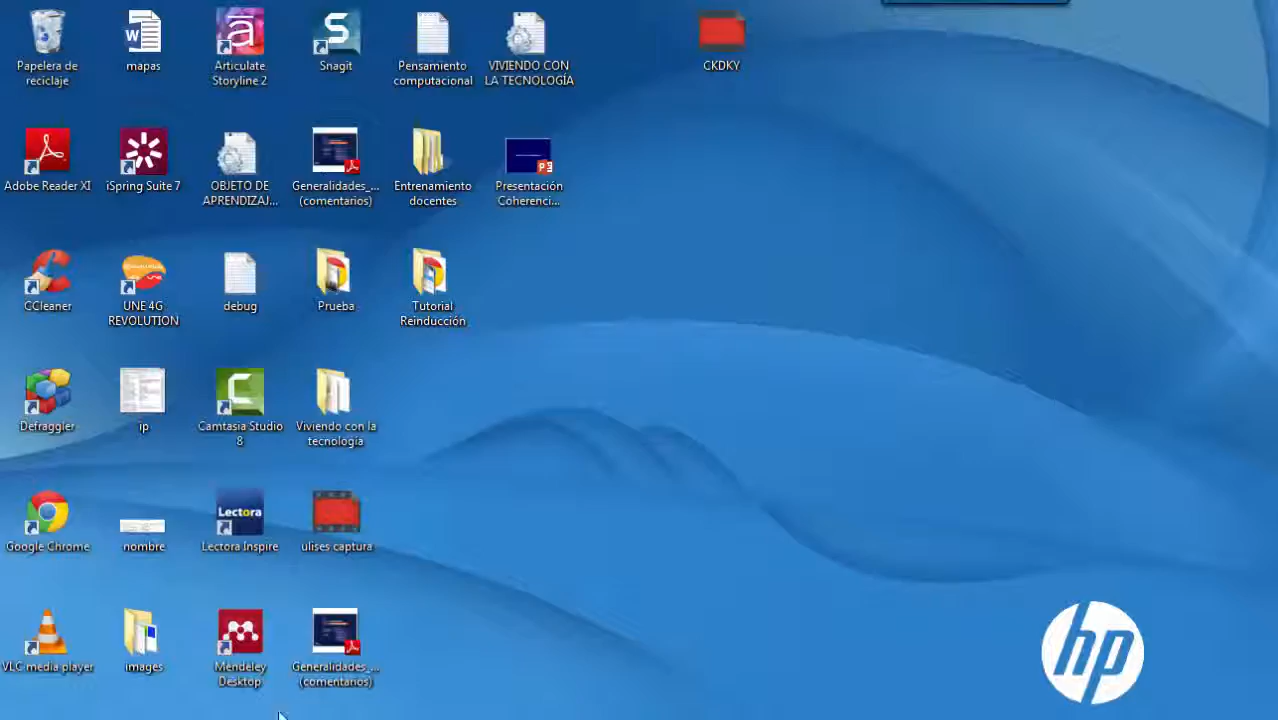 Papelera de
reciclaje
mapas
Articulate
Storyline 2
Snagit
Pensamiento
computacional
VIVIENDO CON
LA TECNOLOGÍA
CKDKY
Adobe Reader XI
iSpring Suite 7
OBJETO DE
APRENDIZAJ...
Generalidades_...
(comentarios)
Entrenamiento
docentes
Presentación
Coherenci...
CCleaner
UNE 4G
REVOLUTION
debug
Prueba
Tutorial
Reinducción
Defraggler
ip
Camtasia Studio
8
Viviendo con la
tecnología
Google Chrome
nombre
Lectora
Lectora Inspire
ulises captura
VLC media player
images
Mendeley
Desktop
Generalidades_...
(comentarios)
hp